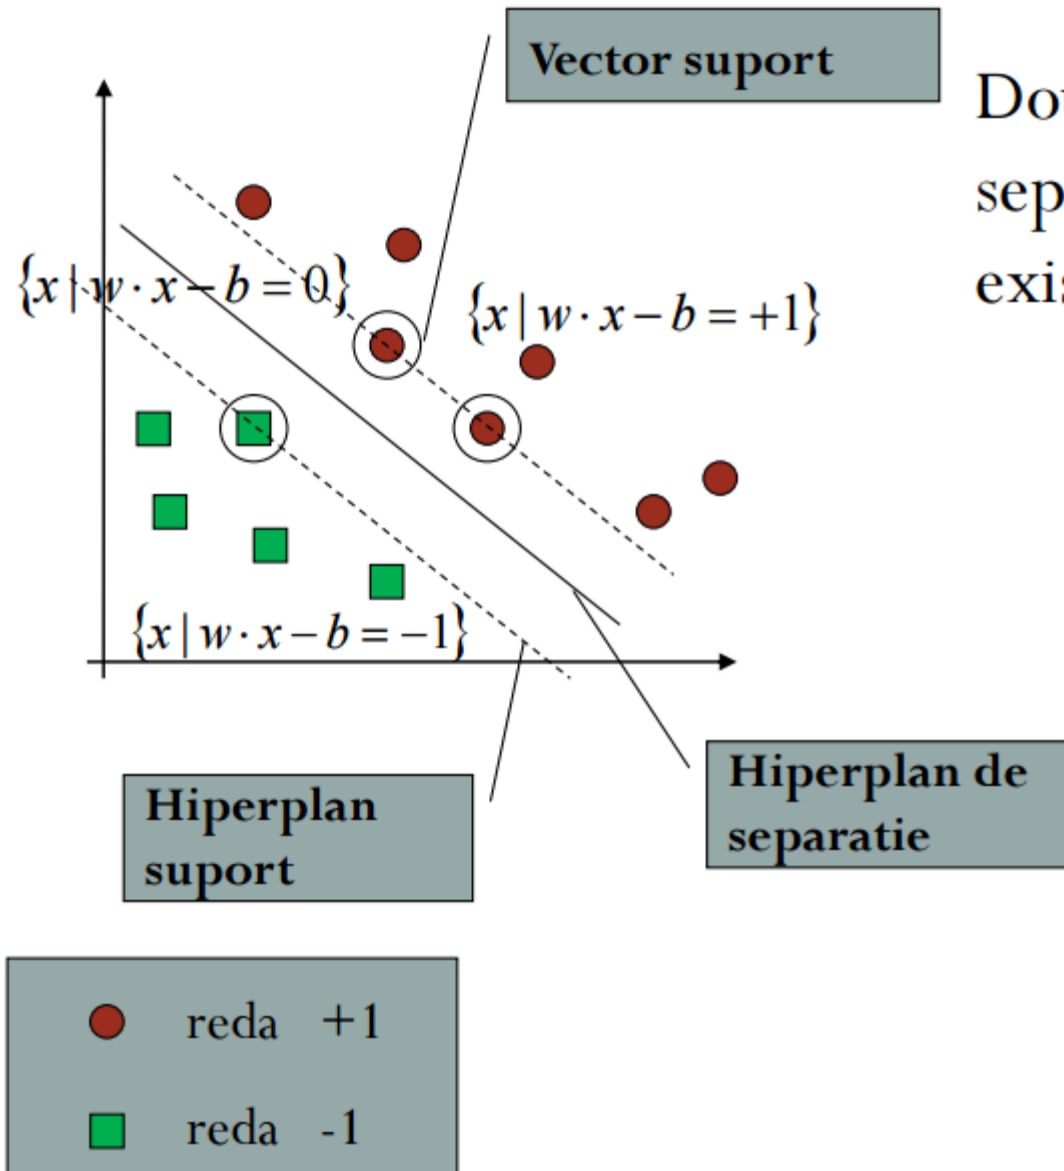 Vector suport
{x | w · x − b = 0}
{x | w · x − b = +1}
{x | w · x − b = −1}
Hiperplan
suport
Hiperplan de
separatie
reda +1
reda -1